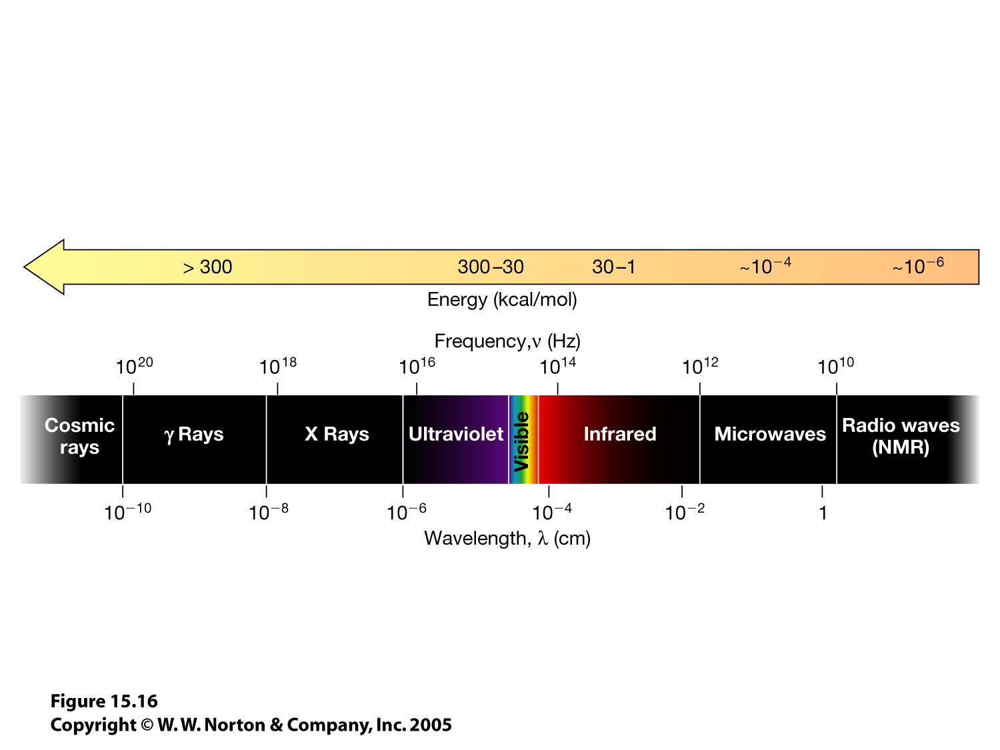 > 300 300–30 30–1 ~10⁻⁴ ~10⁻⁶
Energy (kcal/mol)
Frequency,ν (Hz)
10²⁰ 10¹⁸ 10¹⁶ 10¹⁴ 10¹² 10¹⁰
Cosmic
rays
γ Rays
X Rays
Ultraviolet
Visible
Infrared
Microwaves
Radio waves
(NMR)
10⁻¹⁰ 10⁻⁸ 10⁻⁶ 10⁻⁴ 10⁻² 1
Wavelength, λ (cm)
Figure 15.16
Copyright © W. W. Norton & Company, Inc. 2005